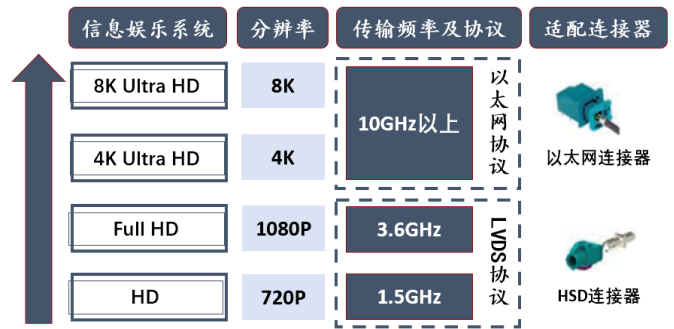 信息娱乐系统 分辨率 传输频率及协议 适配连接器
8K Ultra HD 8K 10GHz以上 以太网协议 以太网连接器
4K Ultra HD 4K
Full HD 1080P 3.6GHz LVDS协议 HSD连接器
HD 720P 1.5GHz